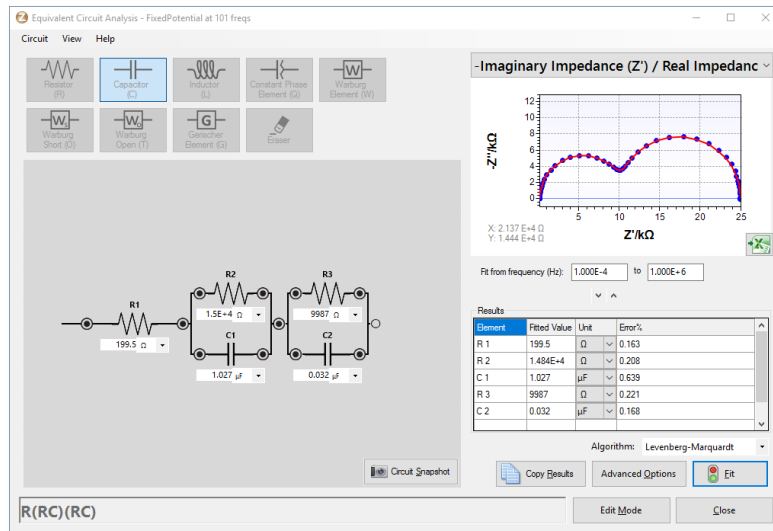 Equivalent Circuit Analysis - FixedPotential at 101 freqs
Circuit View Help
Resistor (R)
Capacitor (C)
Inductor (L)
Constant Phase Element (Q)
Warburg Element (W)
Warburg Short (O)
Warburg Open (T)
G
Gerischer Element (G)
Eraser
R1
199.5 Ω
R2
1.5E+4 Ω
C1
1.027 µF
R3
9987 Ω
C2
0.032 µF
Circuit Snapshot
-Imaginary Impedance (Z') / Real Impedanc
-Z''/kΩ
12
10
8
6
4
2
0
5 10 15 20 25
Z'/kΩ
X: 2.137 E+4 Ω
Y: 1.444 E+4 Ω
Fit from frequency (Hz): 1.000E-4 to 1.000E+6
Results
Element Fitted Value Unit Error%
R 1 199.5 Ω 0.163
R 2 1.484E+4 Ω 0.208
C 1 1.027 µF 0.639
R 3 9987 Ω 0.221
C 2 0.032 µF 0.168
Algorithm: Levenberg-Marquardt
Copy Results Advanced Options Fit
R(RC)(RC)
Edit Mode Close